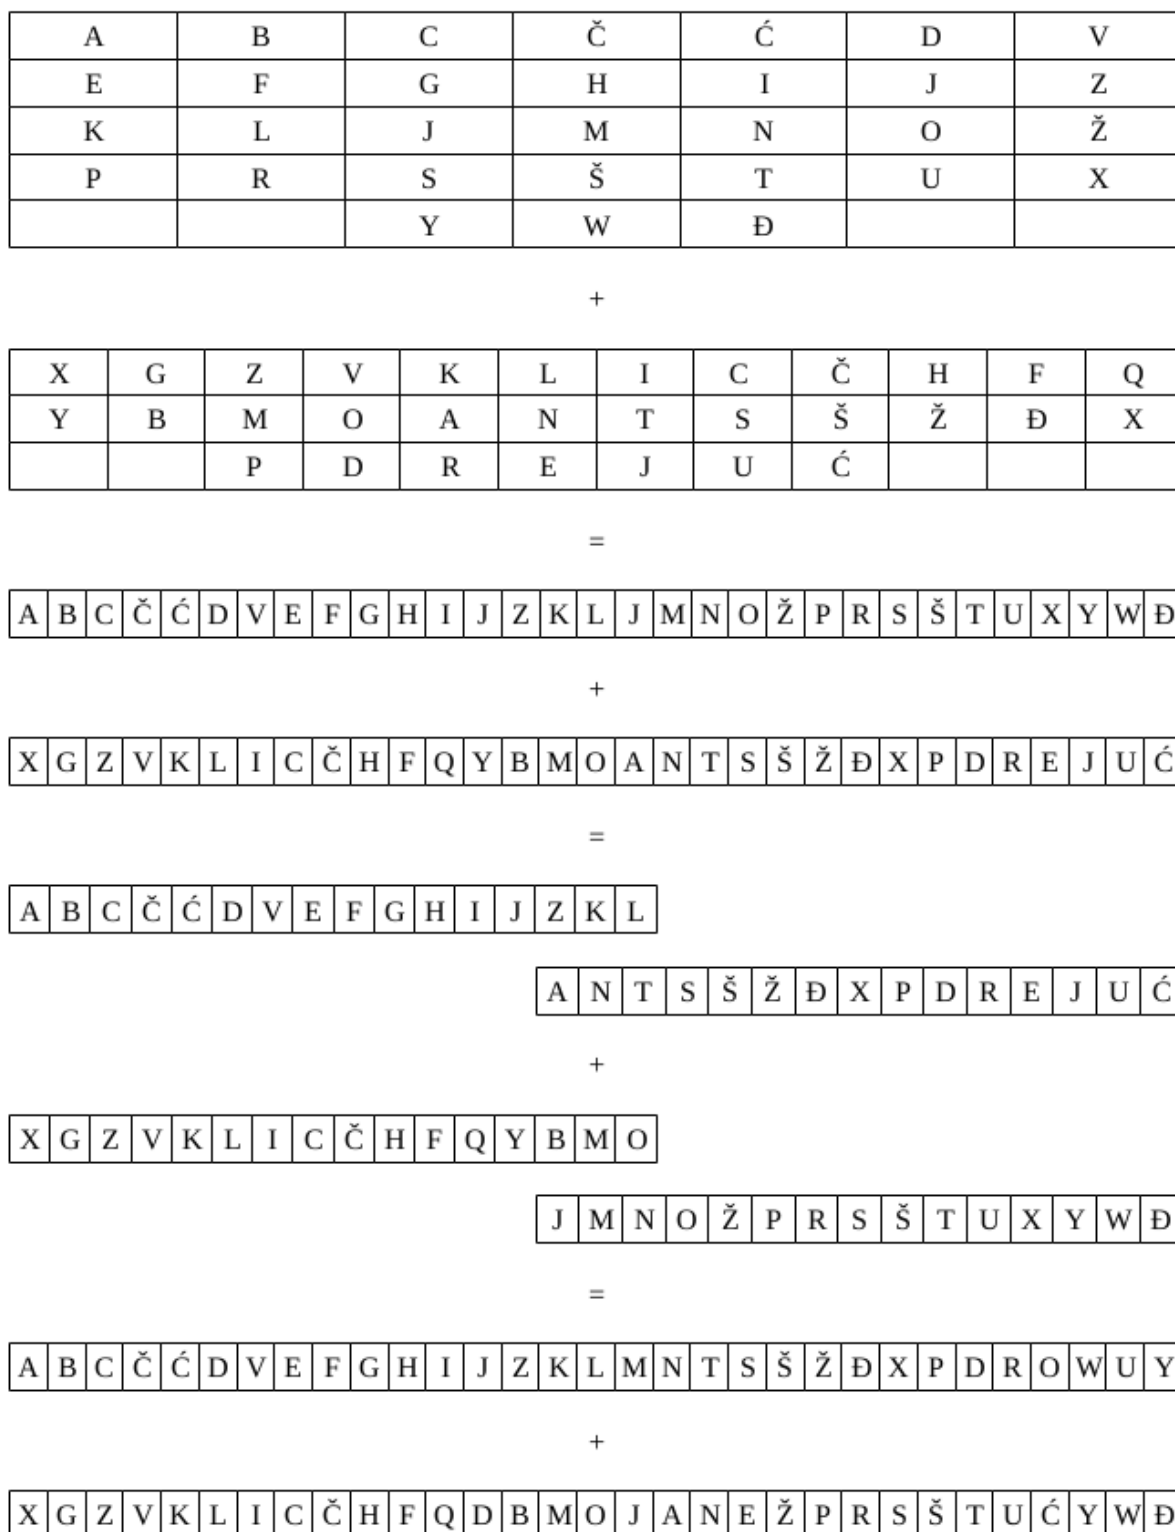 A B C Č Ć D V
E F G H I J Z
K L J M N O Ž
P R S Š T U X
Y W Đ
+
X G Z V K L I C Č H F Q
Y B M O A N T S Š Ž Đ X
P D R E J U Ć
=
A B C Č Ć D V E F G H I J Z K L J M N O Ž P R S Š T U X Y W Đ
+
X G Z V K L I C Č H F Q Y B M O A N T S Š Ž Đ X P D R E J U Ć
=
A B C Č Ć D V E F G H I J Z K L
A N T S Š Ž Đ X P D R E J U Ć
+
X G Z V K L I C Č H F Q Y B M O
J M N O Ž P R S Š T U X Y W Đ
=
A B C Č Ć D V E F G H I J Z K L M N T S Š Ž Đ X P D R O W U Y
+
X G Z V K L I C Č H F Q D B M O J A N E Ž P R S Š T U Ć Y W Đ